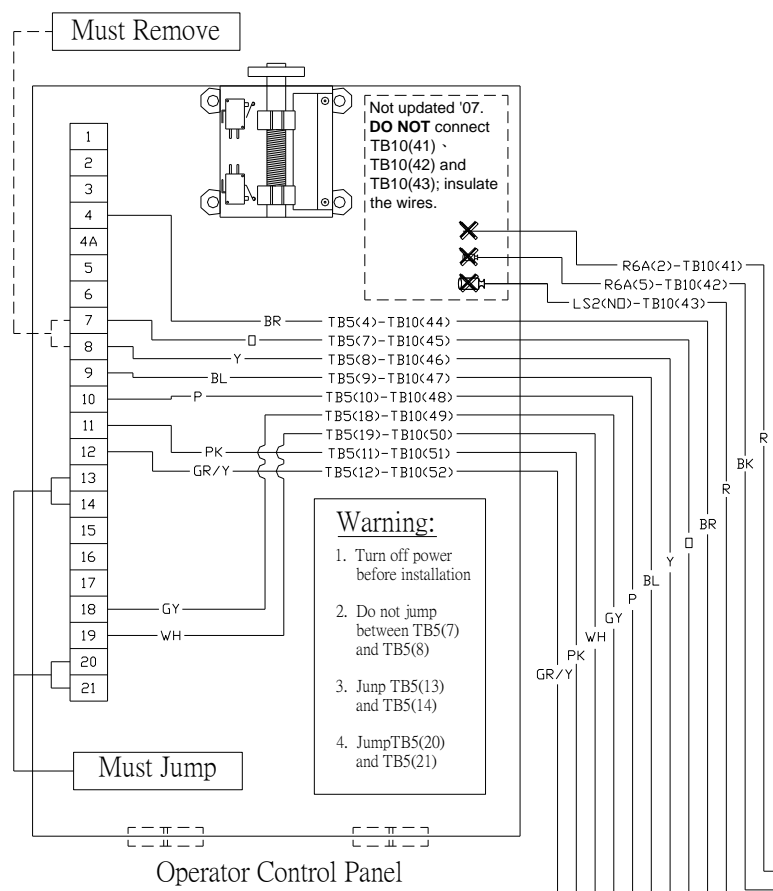 Must Remove
Not updated '07.
DO NOT connect
TB10(41)、
TB10(42) and
TB10(43); insulate
the wires.
1
2
3
4
4A
5
6
7
8
9
10
11
12
13
14
15
16
17
18
19
20
21
R6A(2)-TB10(41)
R6A(5)-TB10(42)
LS2(NO)-TB10(43)
BR TB5(4)-TB10(44)
O TB5(7)-TB10(45)
Y TB5(8)-TB10(46)
BL TB5(9)-TB10(47)
P TB5(10)-TB10(48)
TB5(18)-TB10(49)
TB5(19)-TB10(50)
PK TB5(11)-TB10(51)
GR/Y TB5(12)-TB10(52)
GY
WH
R
BK
R
BR
O
Y
BL
P
GY
WH
PK
GR/Y
Warning:
1. Turn off power
before installation
2. Do not jump
between TB5(7)
and TB5(8)
3. Junp TB5(13)
and TB5(14)
4. JumpTB5(20)
and TB5(21)
Must Jump
Operator Control Panel